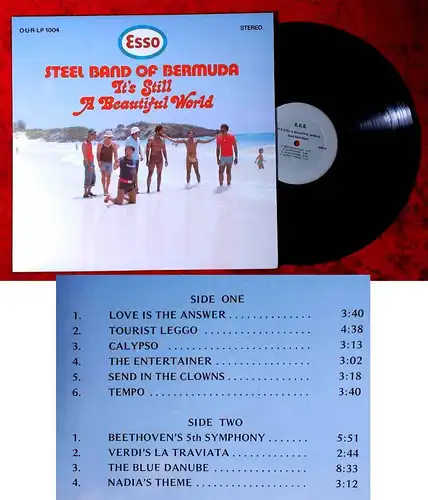 O-U-R-LP 1004
STEREO
Esso
STEEL BAND OF BERMUDA
It's Still
A Beautiful World
SIDE ONE
1. LOVE IS THE ANSWER .............. 3:40
2. TOURIST LEGGO .................. 4:38
3. CALYPSO .................. 3:13
4. THE ENTERTAINER ................ 3:02
5. SEND IN THE CLOWNS .............. 3:18
6. TEMPO .................. 3:40
SIDE TWO
1. BEETHOVEN'S 5th SYMPHONY ....... 5:51
2. VERDI'S LA TRAVIATA ............. 2:44
3. THE BLUE DANUBE ............... 8:33
4. NADIA'S THEME ................. 3:12